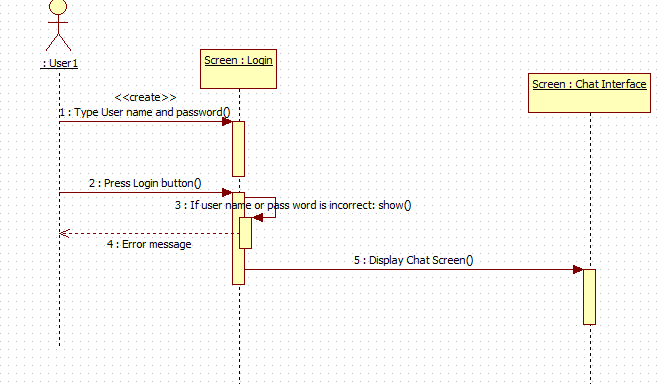 : User1
Screen : Login
Screen : Chat Interface
<<create>>
1 : Type User name and password()
2 : Press Login button()
3 : If user name or pass word is incorrect: show()
4 : Error message
5 : Display Chat Screen()